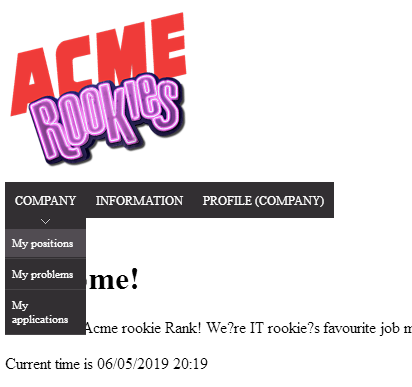 ACME
Rookies
COMPANY INFORMATION PROFILE (COMPANY)
My positions
My problems
My
applications
ome!
Acme rookie Rank! We?re IT rookie?s favourite job m
Current time is 06/05/2019 20:19